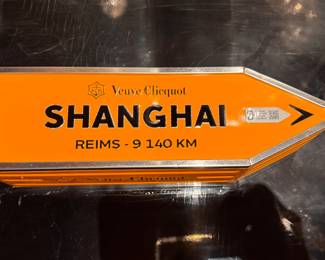 Veuve Clicquot
SHANGHAI
REIMS - 9 140 KM